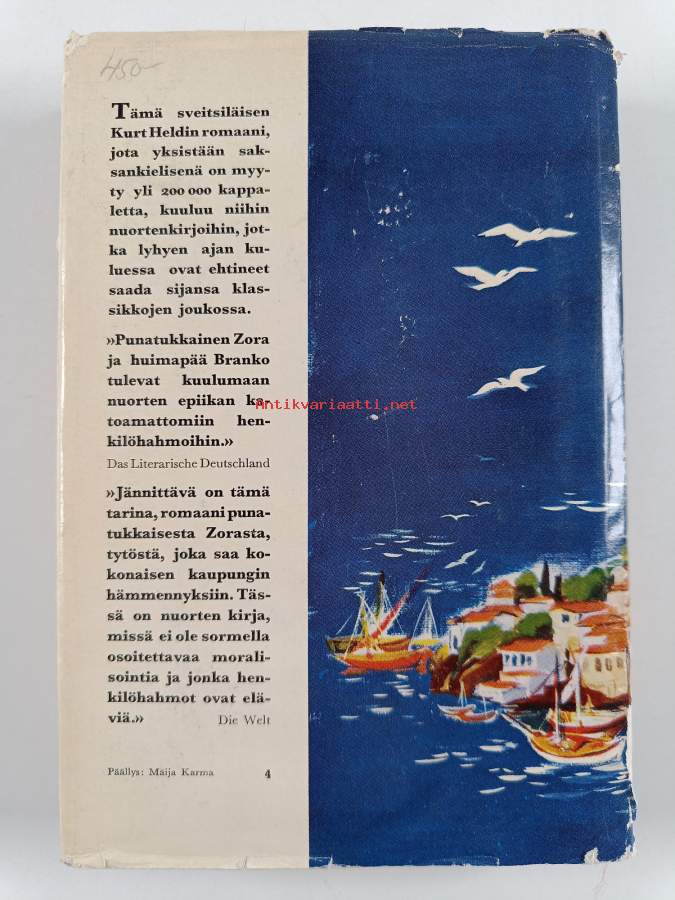 450-
Tämä sveitsiläisen
Kurt Heldin romaani,
jota yksistään sak-
sankielisenä on myy-
ty yli 200 000 kappa-
letta, kuuluu niihin
nuortenkirjoihin, jot-
ka lyhyen ajan ku-
luessa ovat ehtineet
saada sijansa klas-
sikkojen joukossa.
»Punatukkainen Zora
ja huimapää Branko
tulevat kuulumaan
nuorten epiikan ka-
toamattomiin hen-
kilöhahmoihin.»
Das Literarische Deutschland
»Jännittävä on tämä
tarina, romaani puna-
tukkaisesta Zorasta,
tytöstä, joka saa ko-
konaisen kaupungin
hämmennyksiin. Täs-
sä on nuorten kirja,
missä ei ole sormella
osoitettavaa morali-
sointia ja jonka hen-
kilöhahmot ovat elä-
viä.» Die Welt
Päällys: Maija Karma 4
Antikvariaatti.net